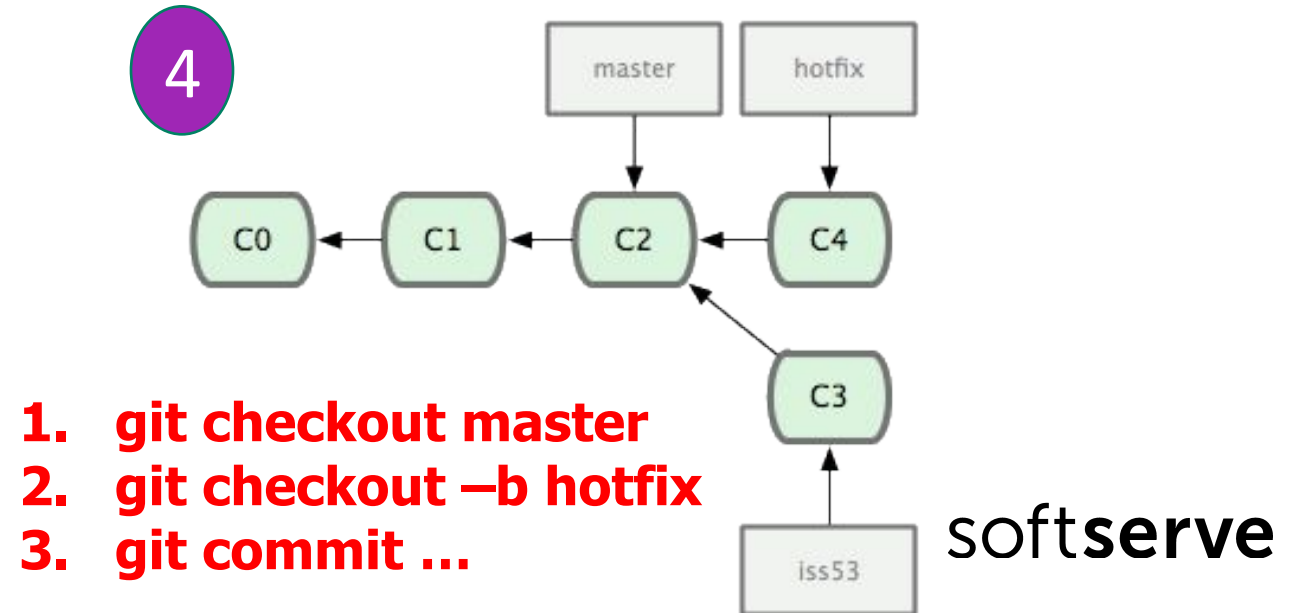 4
master hotfix
C0 C1 C2 C4
C3
1. git checkout master
2. git checkout –b hotfix
3. git commit ...
iss53
softserve